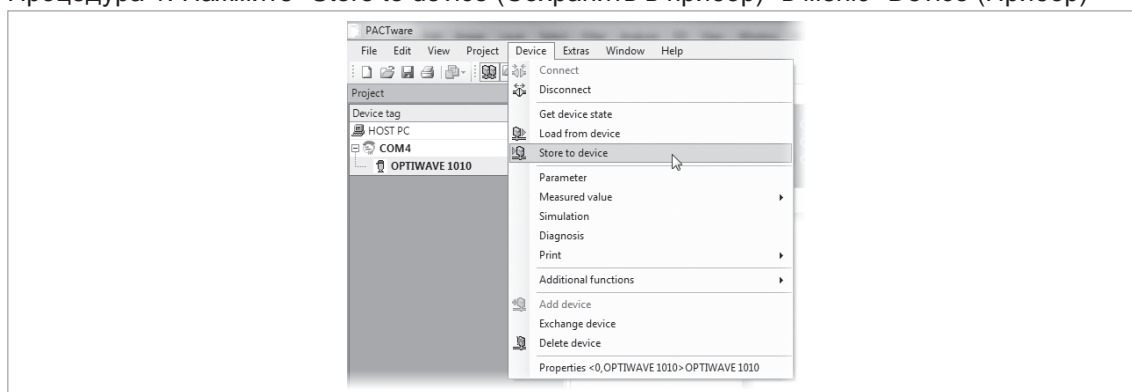 Нажмите Store to device (Сохранить в прибор) в меню Device (Прибор)
PACTware
File Edit View Project Device Extras Window Help
Connect
Project
Disconnect
Device tag
Get device state
HOST PC
Load from device
COM4
Store to device
OPTIWAVE 1010
Parameter
Measured value
Simulation
Diagnosis
Print
Additional functions
Add device
Exchange device
Delete device
Properties <0,OPTIWAVE 1010>OPTIWAVE 1010